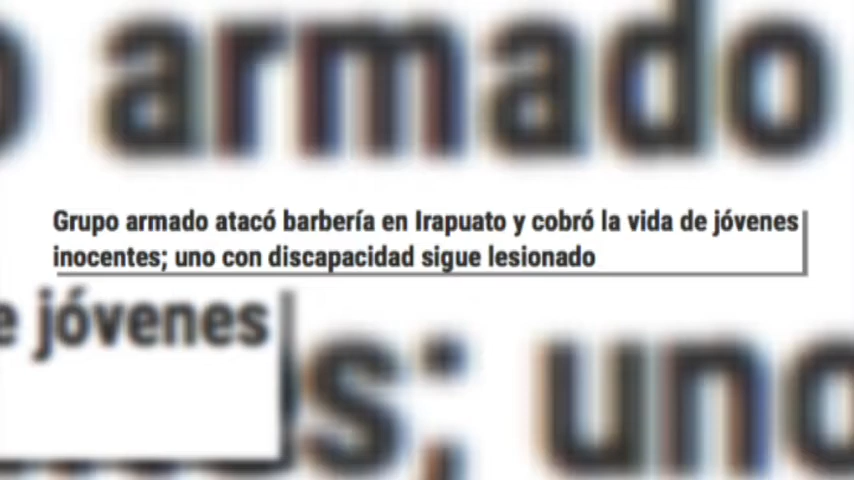 armado
Grupo armado atacó barbería en Irapuato y cobró la vida de jóvenes
inocentes; uno con discapacidad sigue lesionado
e jóvenes
s; uno